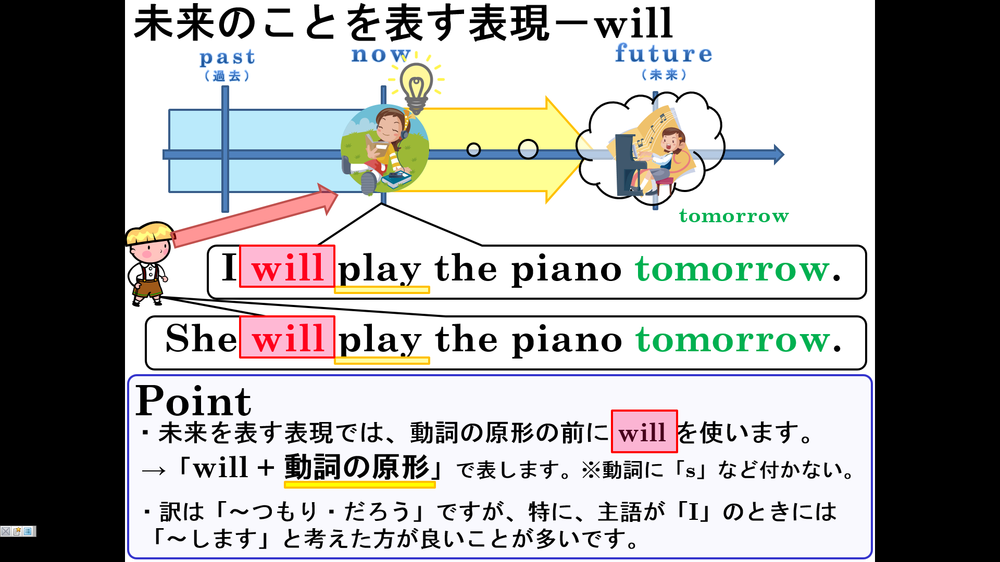 未来のことを表す表現－will
past
now
future
（過去）
（未来）
tomorrow
I will play the piano tomorrow.
She will play the piano tomorrow.
Point
・未来を表す表現では、動詞の原形の前に will を使います。
→「will + 動詞の原形」で表します。※動詞に「s」など付かない。
・訳は「～つもり・だろう」ですが、特に、主語が「I」のときには
「～します」と考えた方が良いことが多いです。